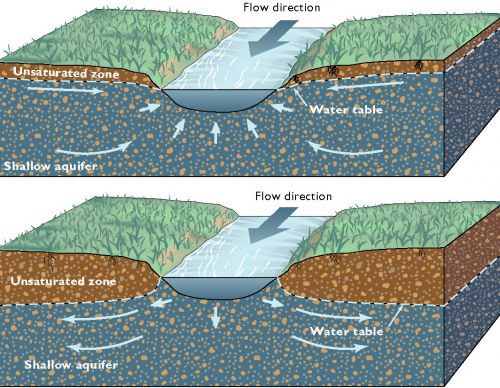 Flow direction
Unsaturated zone
Water table
Shallow aquifer
Flow direction
Unsaturated zone
Water table
Shallow aquifer